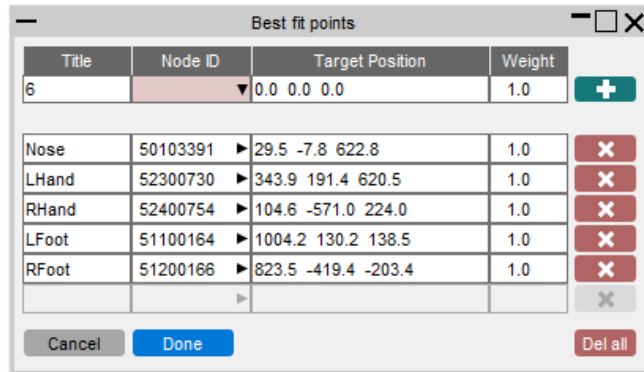 Best fit points
Title Node ID Target Position Weight
6 0.0 0.0 0.0 1.0
Nose 50103391 29.5 -7.8 622.8 1.0
LHand 52300730 343.9 191.4 620.5 1.0
RHand 52400754 104.6 -571.0 224.0 1.0
LFoot 51100164 1004.2 130.2 138.5 1.0
RFoot 51200166 823.5 -419.4 -203.4 1.0
Cancel Done Del all